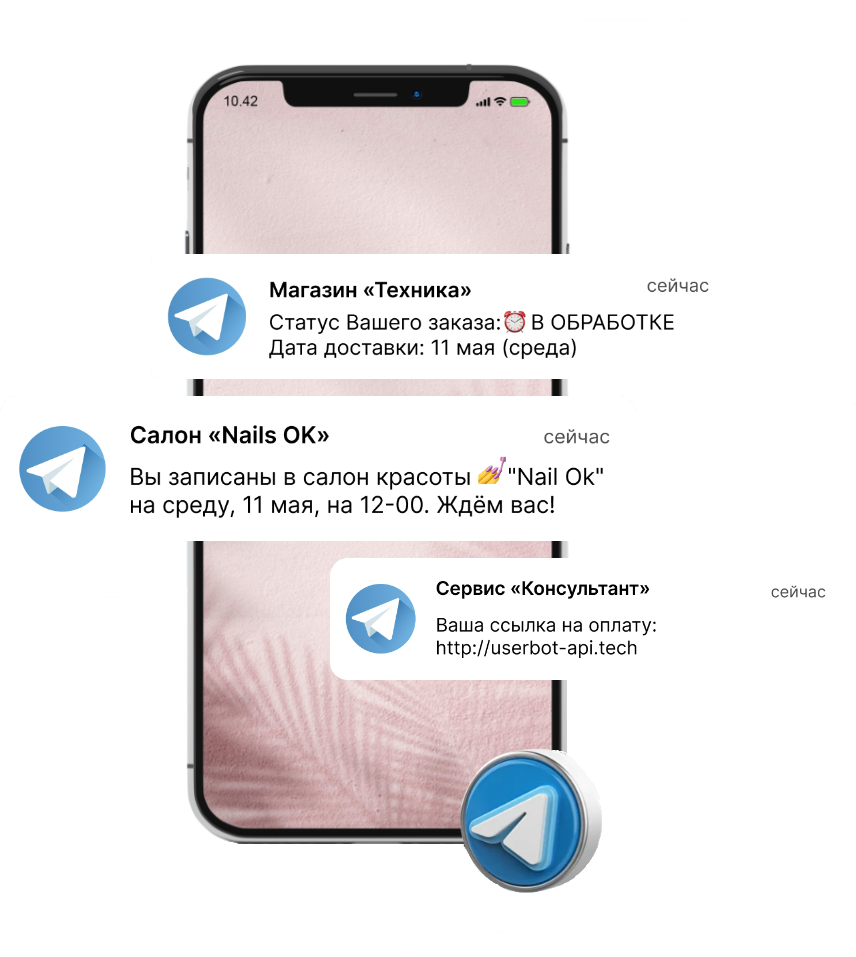 10.42
Магазин «Техника»
сейчас
Статус Вашего заказа:⏰В ОБРАБОТКЕ
Дата доставки: 11 мая (среда)
Салон «Nails OK»
сейчас
Вы записаны в салон красоты 💅"Nail Ok"
на среду, 11 мая, на 12-00. Ждём вас!
Сервис «Консультант»
сейчас
Ваша ссылка на оплату:
http://userbot-api.tech